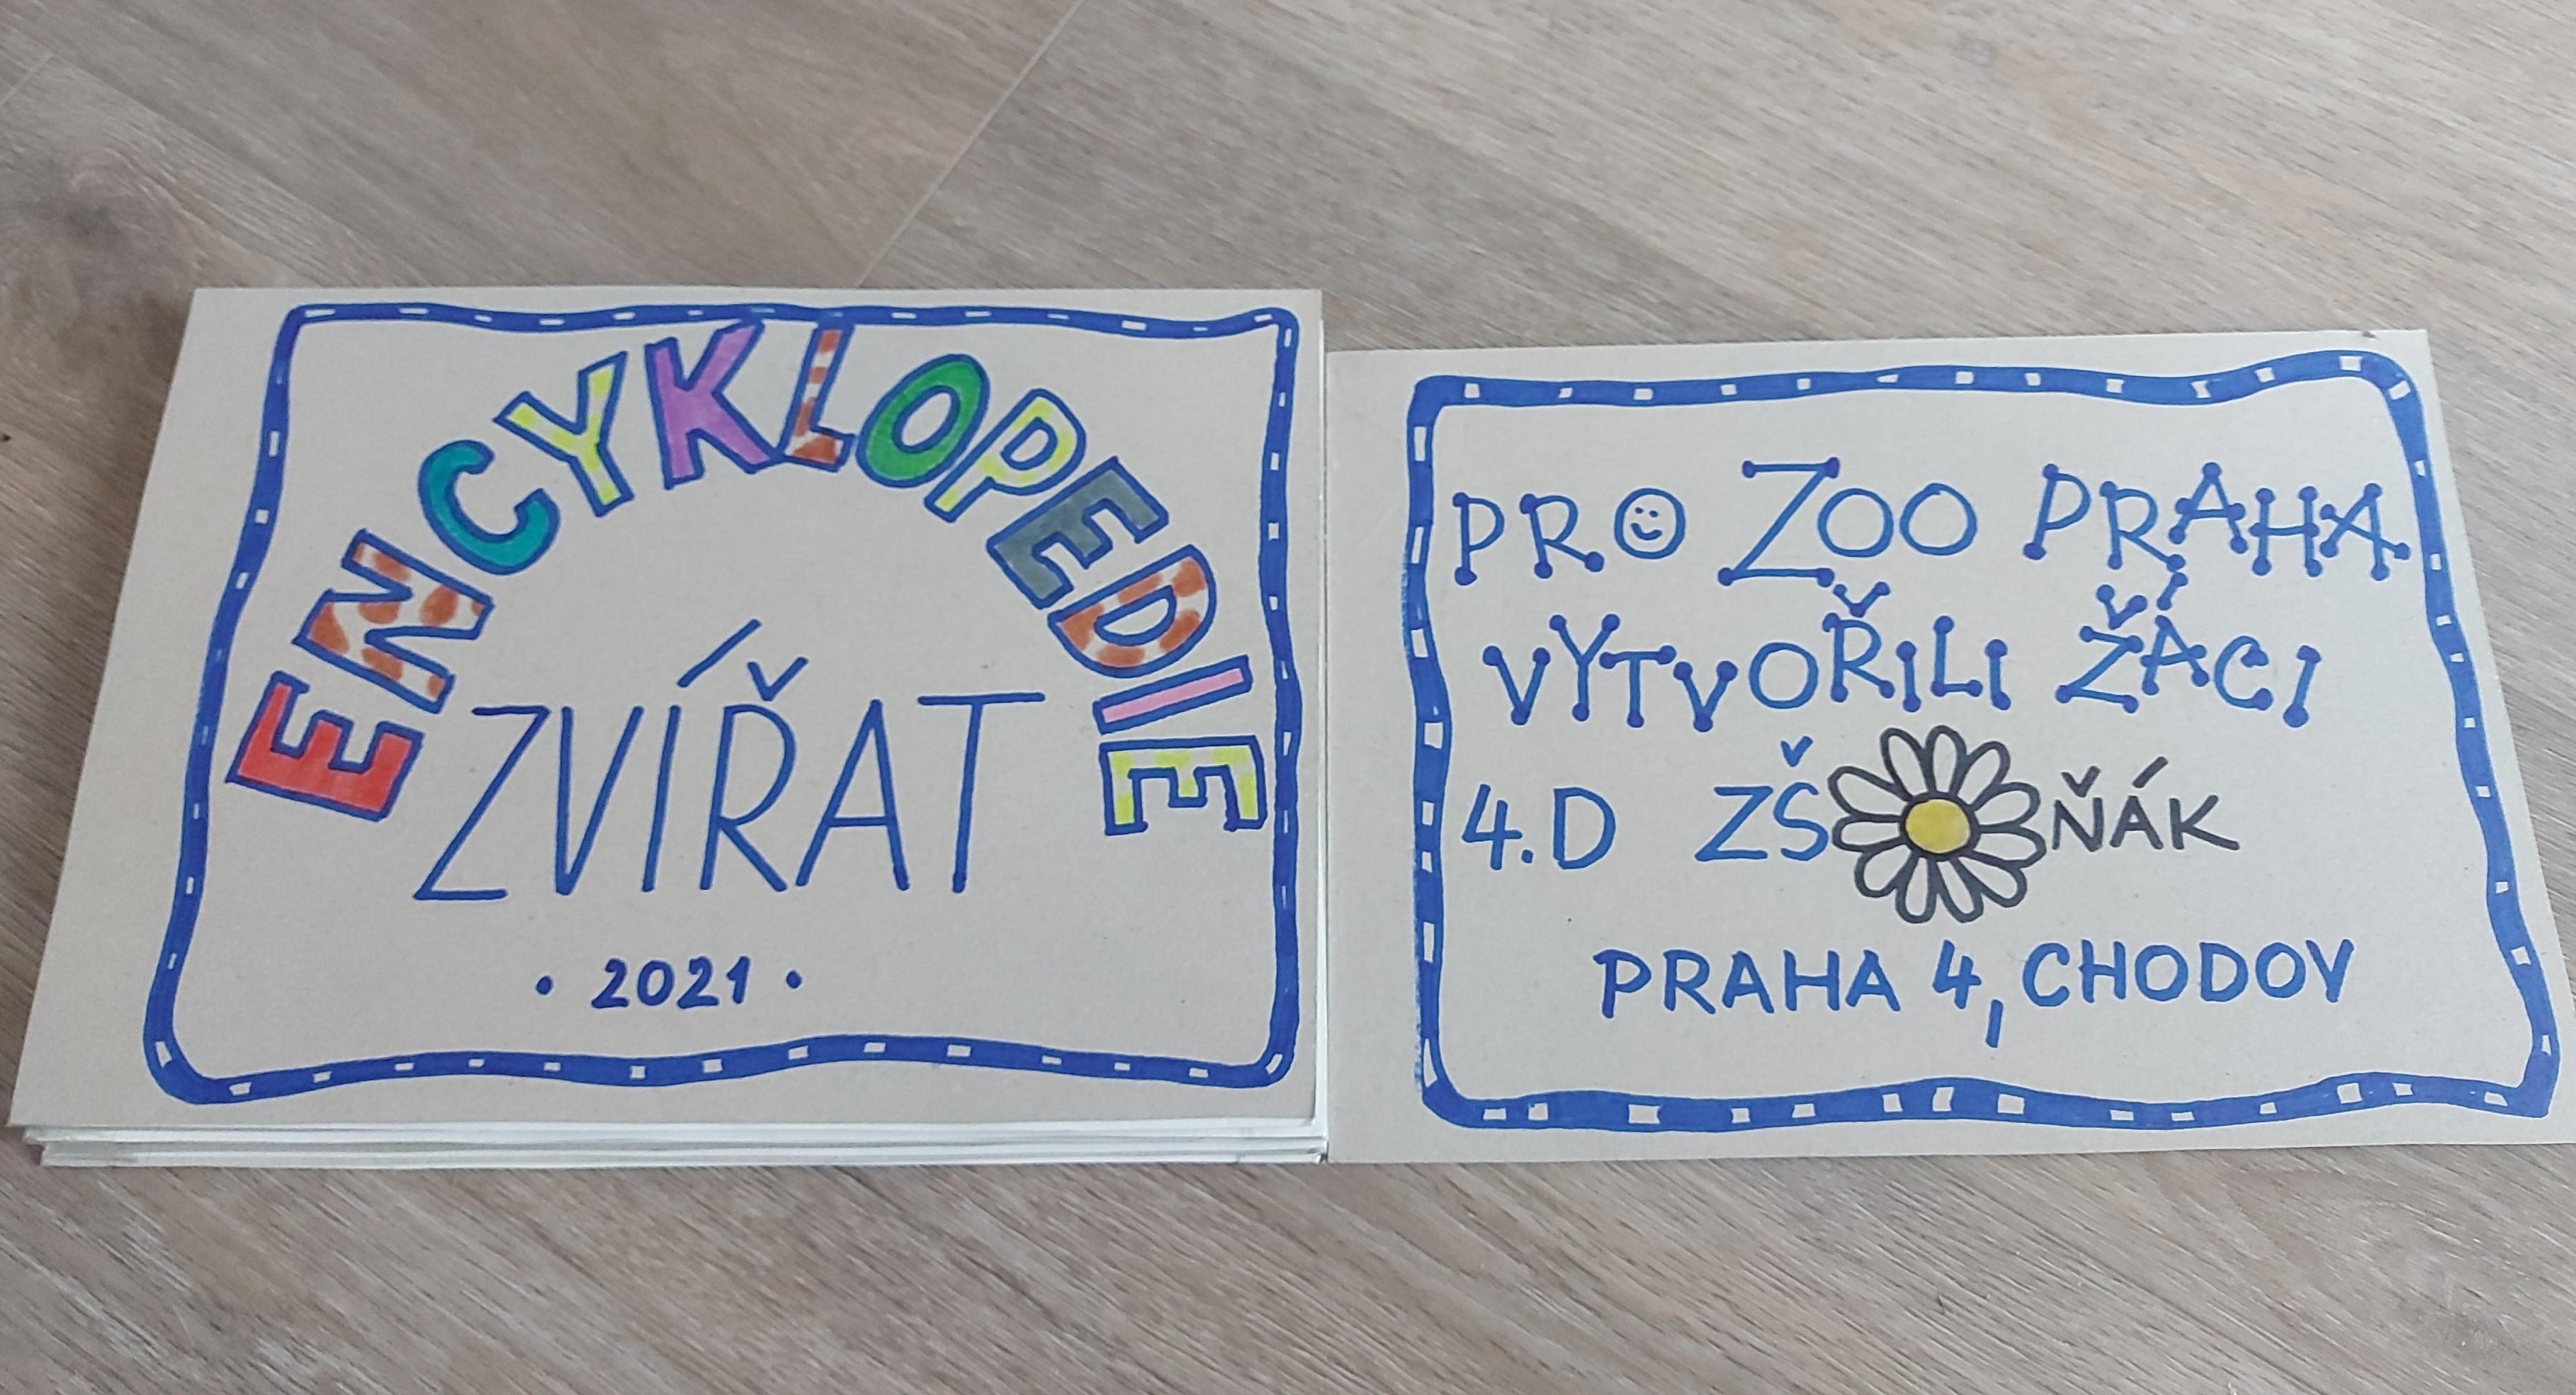 ENCYKLOPEDIE
ZVÍŘAT
• 2021 •
PRO ZOO PRAHA
VYTVOŘILI ŽÁCI
4.D ZŠ ŇÁK
PRAHA 4, CHODOV